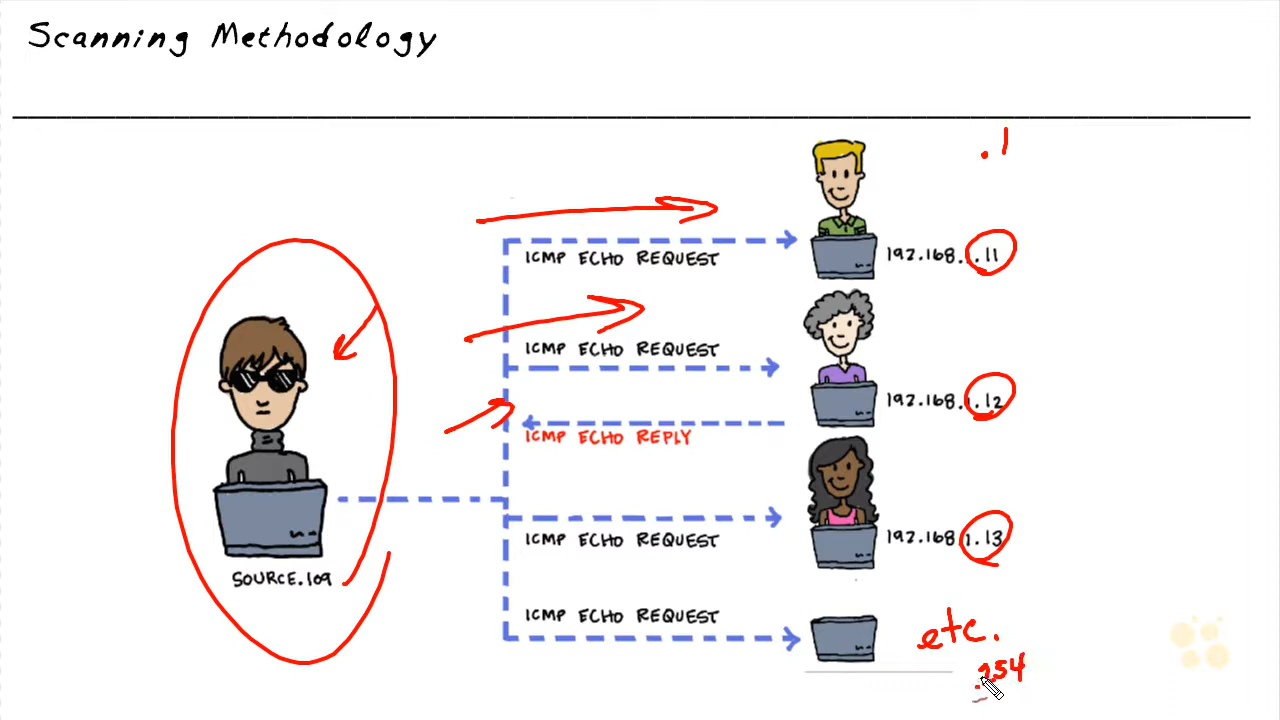 Scanning Methodology
.1
ICMP ECHO REQUEST
192.168.1.11
ICMP ECHO REQUEST
192.168.1.12
ICMP ECHO REPLY
ICMP ECHO REQUEST
192.168.1.13
SOURCE.109
ICMP ECHO REQUEST
etc.
.254